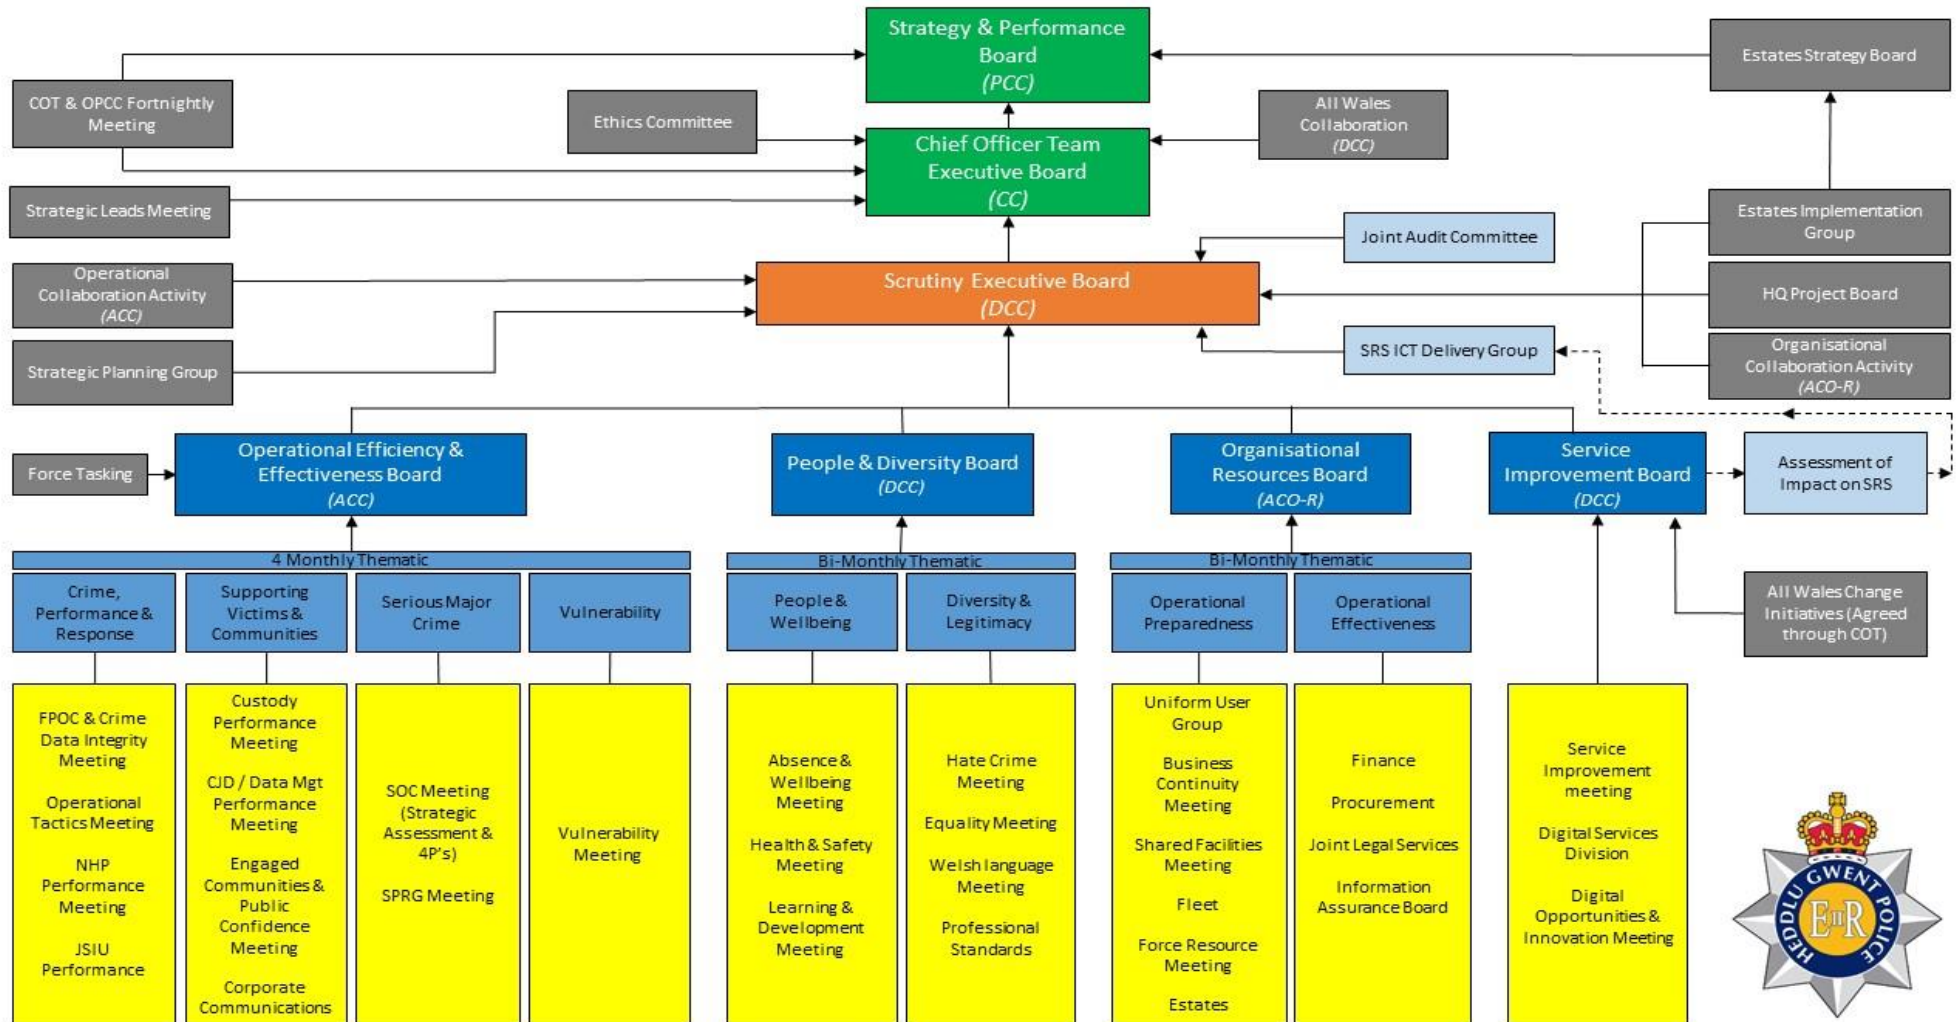 Strategy & Performance
Board
(PCC)
Estates Strategy Board
COT & OPCC Fortnightly
Meeting
Ethics Committee
All Wales
Collaboration
(DCC)
Chief Officer Team
Executive Board
(CC)
Strategic Leads Meeting
Estates Implementation
Group
Joint Audit Committee
Operational
Collaboration Activity
(ACC)
Scrutiny Executive Board
(DCC)
HQ Project Board
Strategic Planning Group
SRS ICT Delivery Group
Organisational
Collaboration Activity
(ACO-R)
Force Tasking
Operational Efficiency &
Effectiveness Board
(ACC)
People & Diversity Board
(DCC)
Organisational
Resources Board
(ACO-R)
Service
Improvement Board
(DCC)
Assessment of
Impact on SRS
4 Monthly Thematic
Bi-Monthly Thematic
Bi-Monthly Thematic
Crime,
Performance &
Response
Supporting
Victims &
Communities
Serious Major
Crime
Vulnerability
People &
Wellbeing
Diversity &
Legitimacy
Operational
Preparedness
Operational
Effectiveness
All Wales Change
Initiatives (Agreed
through COT)
FPOC & Crime
Data Integrity
Meeting
Operational
Tactics Meeting
NHP
Performance
Meeting
JSIU
Performance
Custody
Performance
Meeting
CJD / Data Mgt
Performance
Meeting
Engaged
Communities &
Public
Confidence
Meeting
Corporate
Communications
SOC Meeting
(Strategic
Assessment &
4P's)
SPRG Meeting
Vulnerability
Meeting
Absence &
Wellbeing
Meeting
Health & Safety
Meeting
Learning &
Development
Meeting
Hate Crime
Meeting
Equality Meeting
Welsh language
Meeting
Professional
Standards
Uniform User
Group
Business
Continuity
Meeting
Shared Facilities
Meeting
Fleet
Force Resource
Meeting
Estates
Finance
Procurement
Joint Legal Services
Information
Assurance Board
Service
Improvement
meeting
Digital Services
Division
Digital
Opportunities &
Innovation Meeting
HEDDLU GWENT POLICE
EIIR